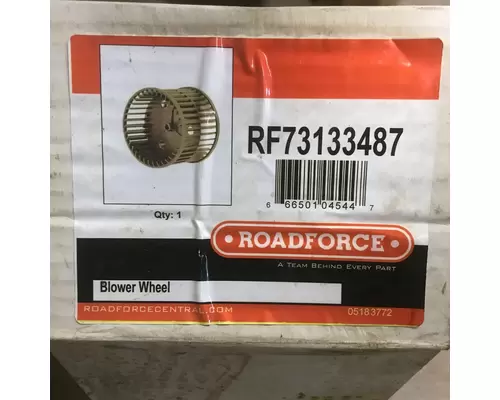 RF73133487
6 66501 04544 7
Qty: 1
ROADFORCE
A TEAM BEHIND EVERY PART
Blower Wheel
ROADFORCECENTRAL.COM
05183772